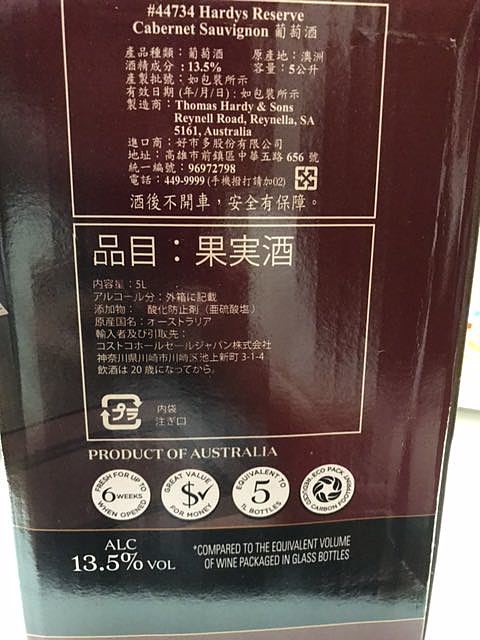 #44734 Hardys Reserve
Cabernet Sauvignon 葡萄酒
產品種類：葡萄酒 原産地：澳洲
酒精成分：13.5% 容量：5公升
產製批號：如包裝所示
有效日期 (年/月/日)：如包裝所示
製造商：Thomas Hardy & Sons
Reynell Road, Reynella, SA
5161, Australia
進口商：好市多股份有限公司
地址：高雄市前鎮區中華五路 656 號
統一編號：96972798
電話：449-9999 (手機撥打請加02)
酒後不開車，安全有保障。
品目：果実酒
内容容量：5L
アルコール分：外箱に記載
添加物： 酸化防止剤（亜硫酸塩）
原産国名：オーストラリア
輸入者及び引取先：
コストコホールセールジャパン株式会社
神奈川県川崎市川崎区池上新町 3-1-4
飲酒は 20 歳になってから。
プラ
内袋
注ぎ口
PRODUCT OF AUSTRALIA
FRESH FOR UP TO
6 WEEKS
WHEN OPENED
GREAT VALUE
$
FOR MONEY
EQUIVALENT TO
5
1L BOTTLES
ECO PACK
CARBON FOOTPRINT
ALC
13.5% VOL
*COMPARED TO THE EQUIVALENT VOLUME
OF WINE PACKAGED IN GLASS BOTTLES